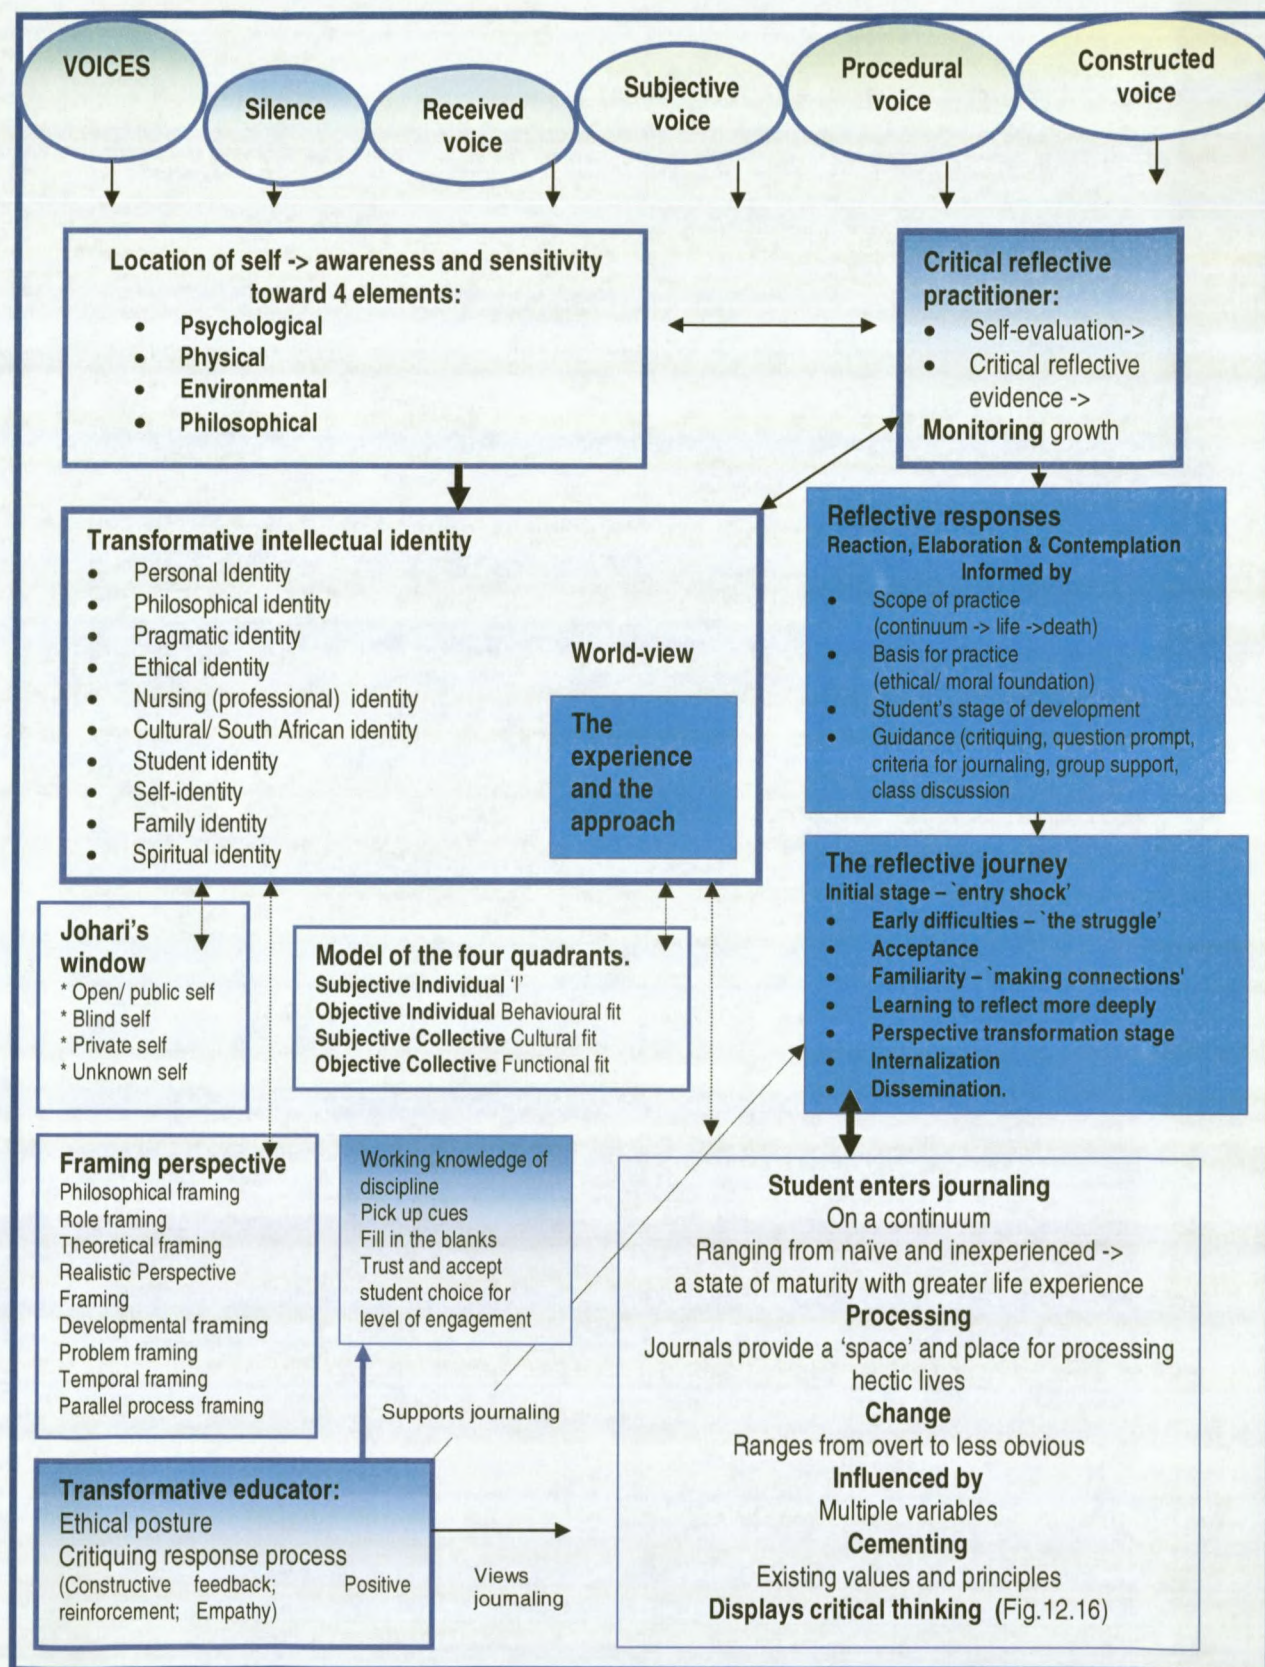 VOICES
Silence
Received
voice
Subjective
voice
Procedural
voice
Constructed
voice
Location of self -> awareness and sensitivity
toward 4 elements:
• Psychological
• Physical
• Environmental
• Philosophical
Critical reflective
practitioner:
• Self-evaluation->
• Critical reflective
evidence ->
Monitoring growth
Transformative intellectual identity
• Personal Identity
• Philosophical identity
• Pragmatic identity
• Ethical identity
• Nursing (professional) identity
• Cultural/ South African identity
• Student identity
• Self-identity
• Family identity
• Spiritual identity
World-view
The
experience
and the
approach
Reflective responses
Reaction, Elaboration & Contemplation
Informed by
• Scope of practice
(continuum -> life ->death)
• Basis for practice
(ethical/ moral foundation)
• Student's stage of development
• Guidance (critiquing, question prompt,
criteria for journaling, group support,
class discussion
The reflective journey
Initial stage – `entry shock'
• Early difficulties – `the struggle'
• Acceptance
• Familiarity – `making connections'
• Learning to reflect more deeply
• Perspective transformation stage
• Internalization
• Dissemination.
Johari's
window
* Open/ public self
* Blind self
* Private self
* Unknown self
Model of the four quadrants.
Subjective Individual 'I'
Objective Individual Behavioural fit
Subjective Collective Cultural fit
Objective Collective Functional fit
Framing perspective
Philosophical framing
Role framing
Theoretical framing
Realistic Perspective
Framing
Developmental framing
Problem framing
Temporal framing
Parallel process framing
Working knowledge of
discipline
Pick up cues
Fill in the blanks
Trust and accept
student choice for
level of engagement
Supports journaling
Student enters journaling
On a continuum
Ranging from naïve and inexperienced ->
a state of maturity with greater life experience
Processing
Journals provide a 'space' and place for processing
hectic lives
Change
Ranges from overt to less obvious
Influenced by
Multiple variables
Cementing
Existing values and principles
Displays critical thinking (Fig.12.16)
Transformative educator:
Ethical posture
Critiquing response process
(Constructive feedback; Positive
reinforcement; Empathy)
Views
journaling